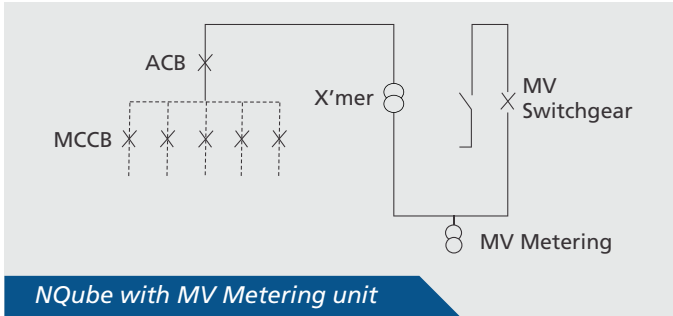 ACB
X’mer
MV
Switchgear
MCCB
MV Metering
NQube with MV Metering unit